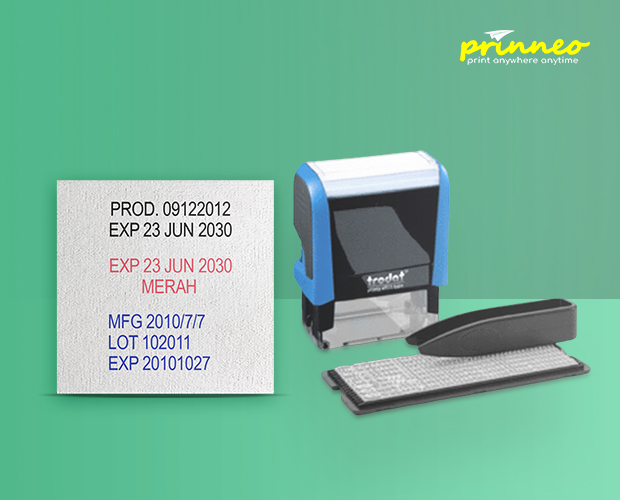 prinneo
print anywhere anytime
PROD. 09122012
EXP 23 JUN 2030
EXP 23 JUN 2030
MERAH
MFG 2010/7/7
LOT 102011
EXP 20101027
trodat